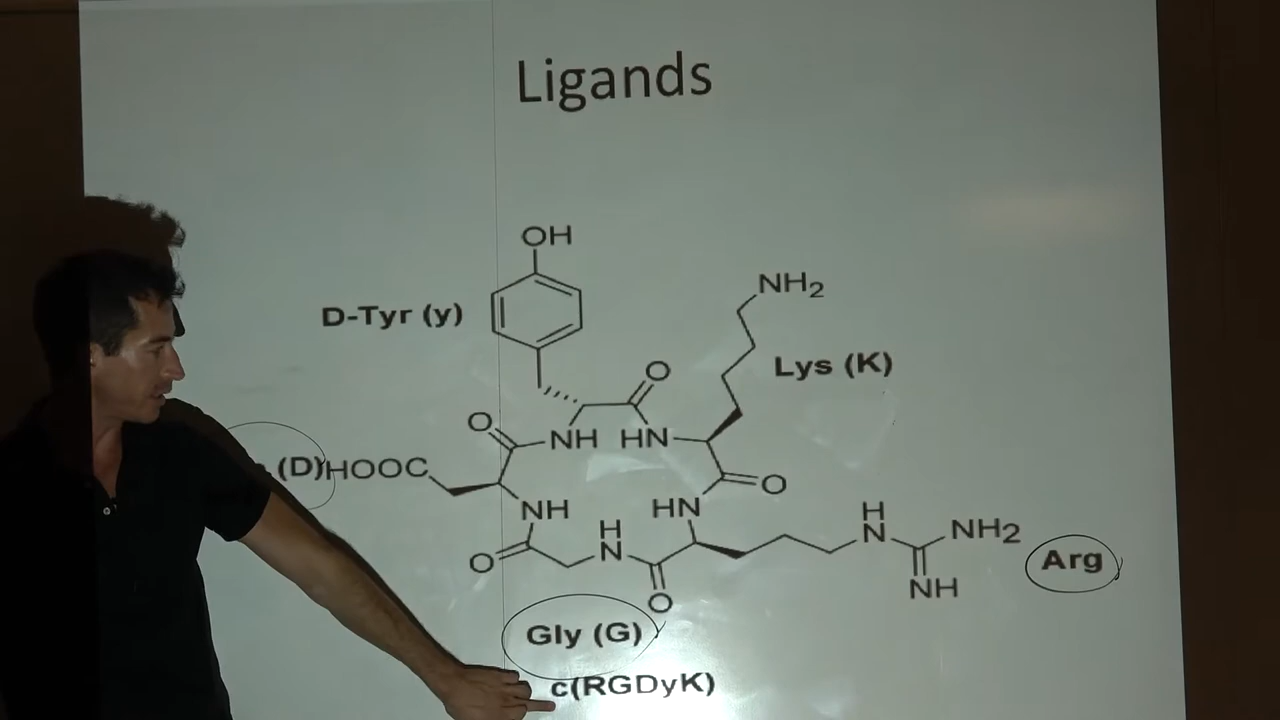 Ligands
OH
D-Tyr (y)
NH2
O
Lys (K)
O
NH HN
(D)HOOC
O
NH
HN
H
N
NH2
H
N
O
Arg
NH
O
Gly (G)
c(RGDyK)